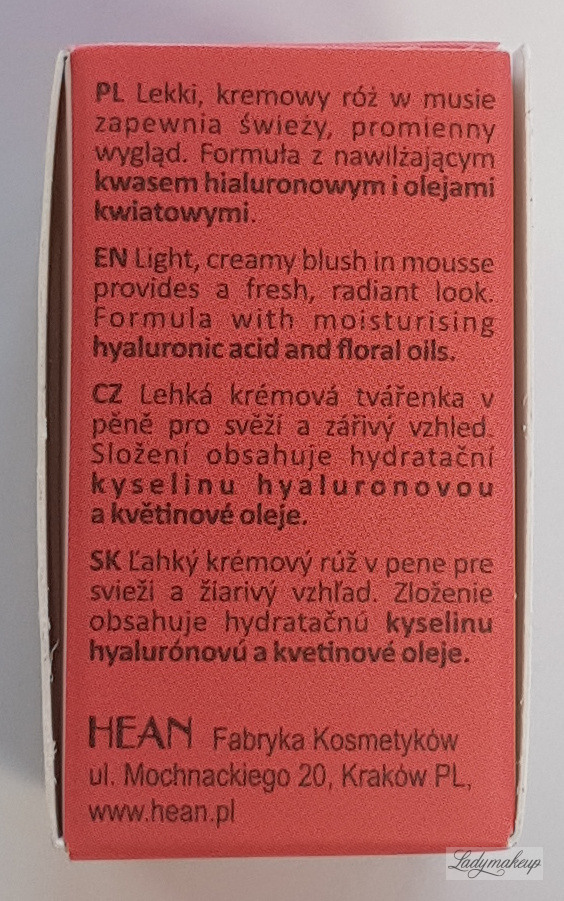 PL Lekki, kremowy róż w musie
zapewnia świeży, promienny
wygląd. Formuła z nawilżającym
kwasem hialuronowym i olejami
kwiatowymi.
EN Light, creamy blush in mousse
provides a fresh, radiant look.
Formula with moisturising
hyaluronic acid and floral oils.
CZ Lehká krémová tvářenka v
pěně pro svěží a zářivý vzhled.
Složení obsahuje hydratační
kyselinu hyaluronovou
a květinové oleje.
SK Ľahký krémový rúž v pene pre
svieži a žiarivý vzhľad. Zloženie
obsahuje hydratačnú kyselinu
hyalurónovú a kvetinové oleje.
HEAN Fabryka Kosmetyków
ul. Mochnackiego 20, Kraków PL,
www.hean.pl
Ladymakeup